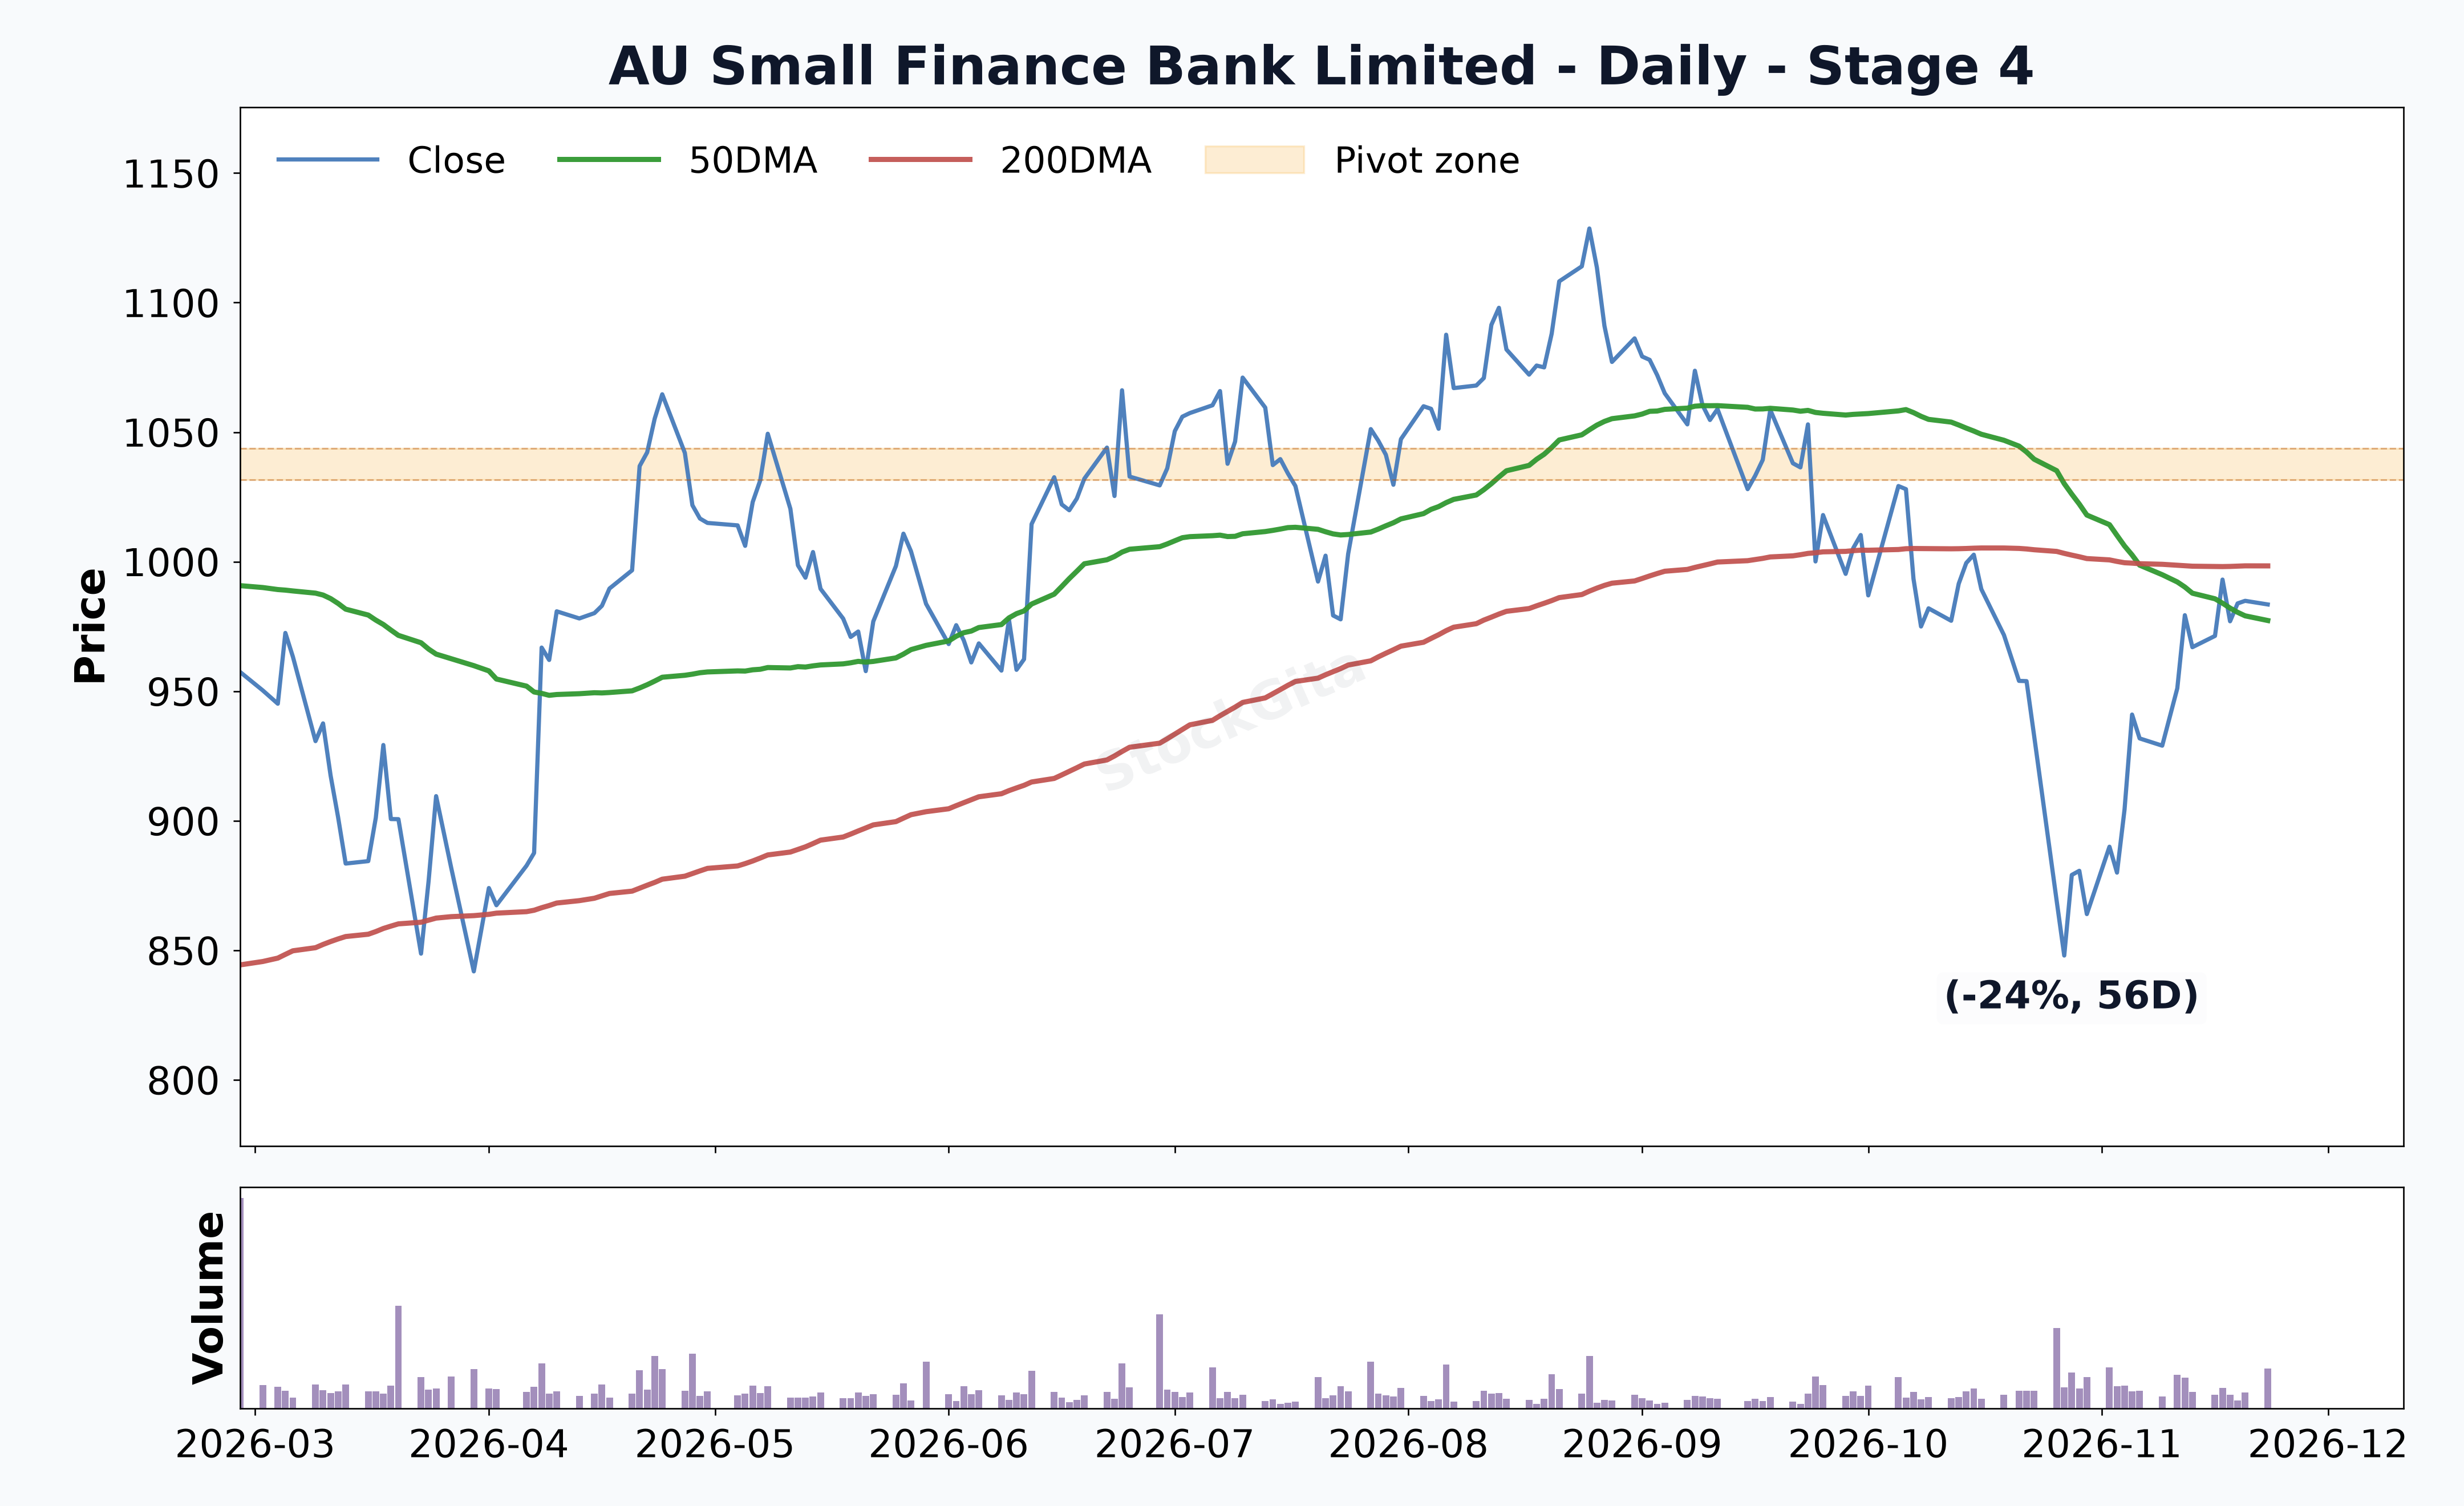 AU Small Finance Bank Limited - Daily - Stage 4
Close 50DMA 200DMA Pivot zone
Price
1150
1100
1050
1000
950
900
850
800
StockGita
(-24%, 56D)
Volume
2026-03 2026-04 2026-05 2026-06 2026-07 2026-08 2026-09 2026-10 2026-11 2026-12